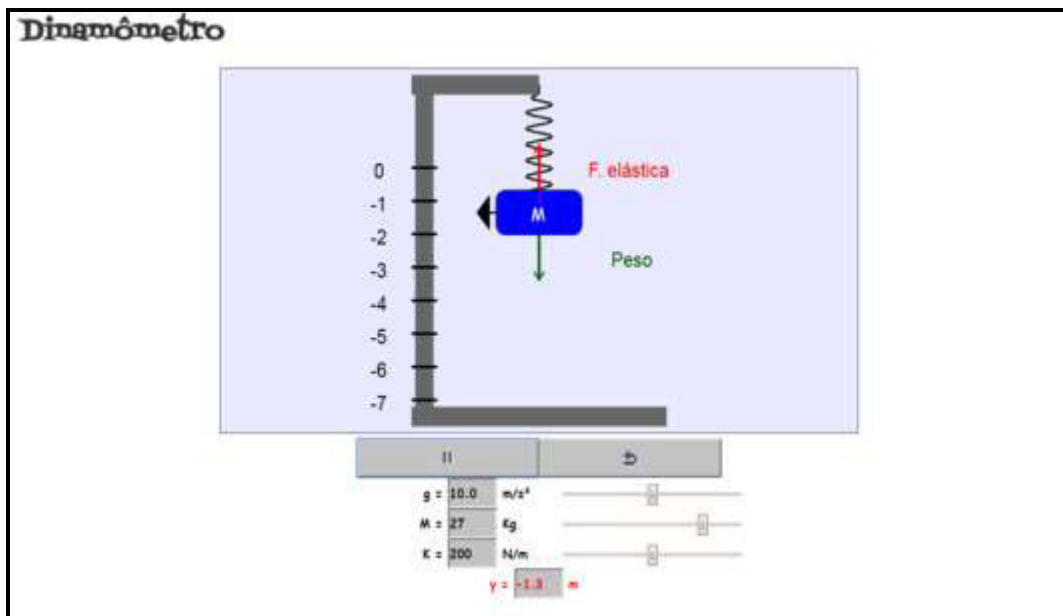 Dinamômetro
0
F. elástica
-1
M
-2
Peso
-3
-4
-5
-6
-7
g = 10.0 m/s²
M = 27 Kg
K = 200 N/m
y = -1.3 m